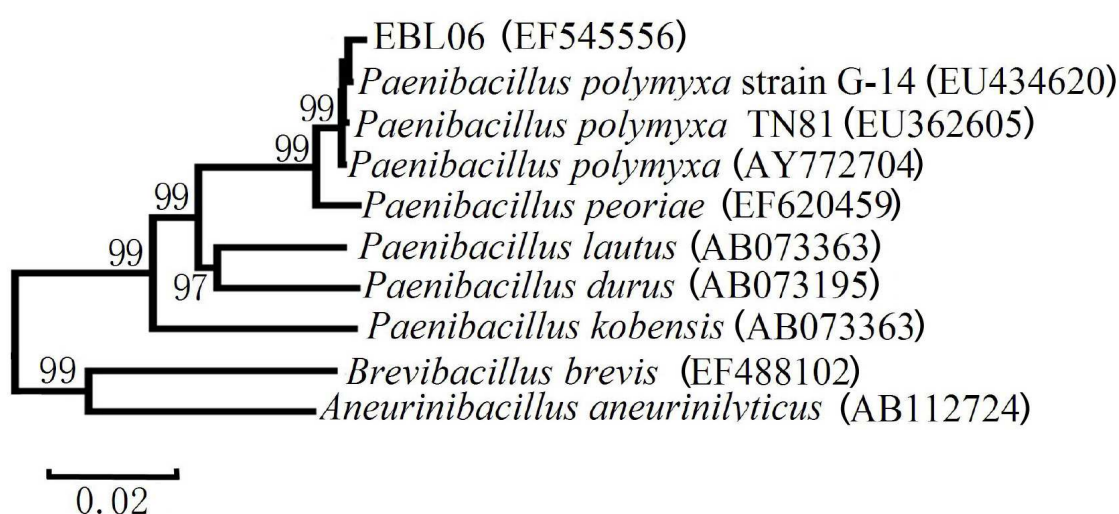 EBL06 (EF545556)
Paenibacillus polymyxa strain G-14 (EU434620)
99
Paenibacillus polymyxa TN81 (EU362605)
99
Paenibacillus polymyxa (AY772704)
99
Paenibacillus peoriae (EF620459)
99
Paenibacillus lautus (AB073363)
97
Paenibacillus durus (AB073195)
Paenibacillus kobensis (AB073363)
99
Brevibacillus brevis (EF488102)
Aneurinibacillus aneurinilyticus (AB112724)
0.02